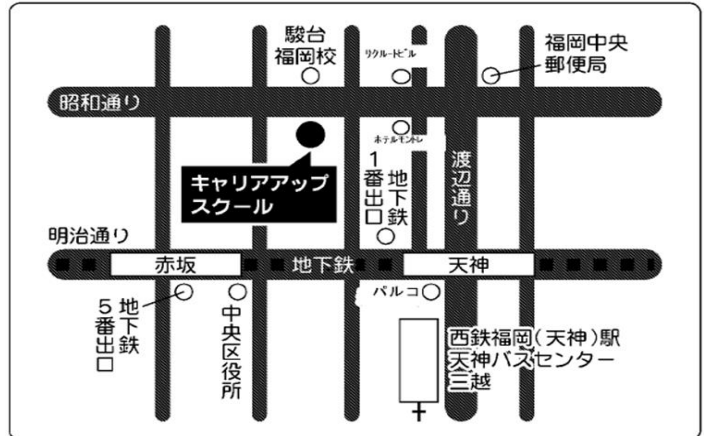 駿台
福岡校
リクルートビル
福岡中央
郵便局
昭和通り
ホテルモントレ
キャリアアップ
スクール
地下鉄
1番出口
渡辺通り
明治通り
赤坂
地下鉄
天神
地下鉄
5番出口
中央区役所
パルコ
西鉄福岡(天神)駅
天神バスセンター
三越